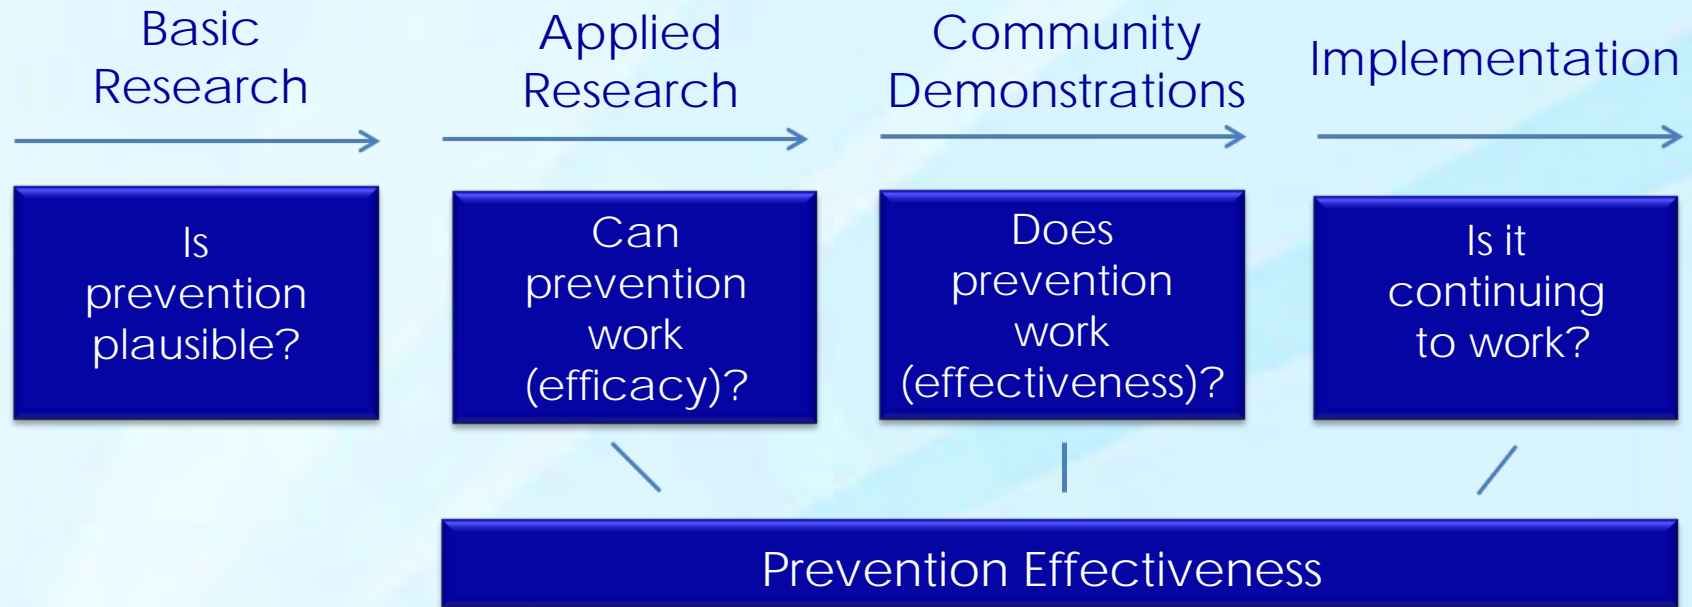 Basic
Research
Applied
Research
Community
Demonstrations
Implementation
Is
prevention
plausible?
Can
prevention
work
(efficacy)?
Does
prevention
work
(effectiveness)?
Is it
continuing
to work?
Prevention Effectiveness